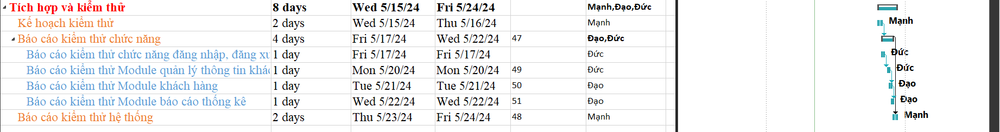 Tích hợp và kiểm thử 8 days Wed 5/15/24 Fri 5/24/24 Mạnh,Đạo,Đức
Kế hoạch kiểm thử 2 days Wed 5/15/24 Thu 5/16/24 Mạnh Mạnh
Báo cáo kiểm thử chức năng 4 days Fri 5/17/24 Wed 5/22/24 47 Đạo,Đức
Báo cáo kiểm thử chức năng đăng nhập, đăng 1 day Fri 5/17/24 Fri 5/17/24 Đức Đức
Báo cáo kiểm thử Module quản lý thông tin 1 day Mon 5/20/24 Mon 5/20/24 49 Đức Đức
Báo cáo kiểm thử Module khách hàng 1 day Tue 5/21/24 Tue 5/21/24 50 Đạo Đạo
Báo cáo kiểm thử Module báo cáo thống kê 1 day Wed 5/22/24 Wed 5/22/24 51 Đạo Đạo
Báo cáo kiểm thử hệ thống 2 days Thu 5/23/24 Fri 5/24/24 48 Mạnh Mạnh